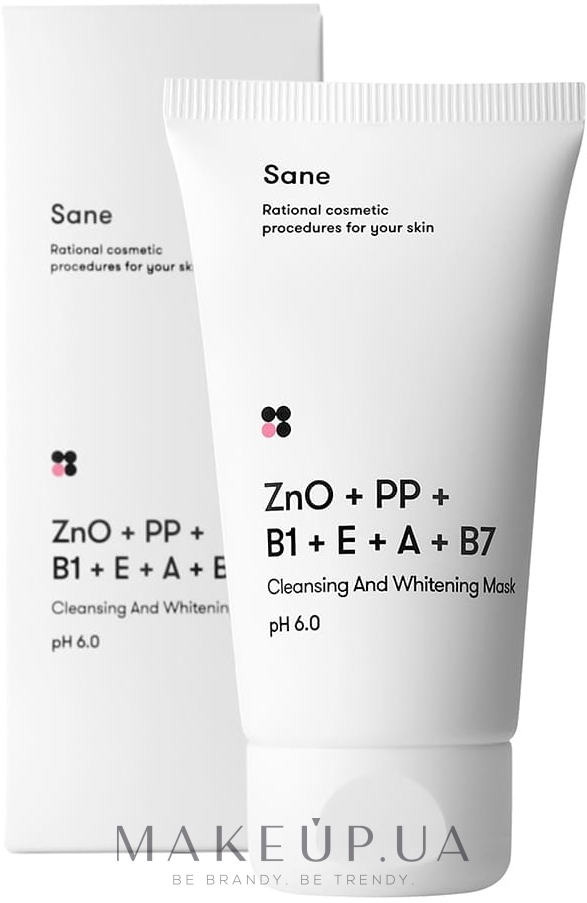 Sane
Rational cosmetic
procedures for your sk
ZnO + PP +
B1 + E + A + B
Cleansing And Whitenin
pH 6.0
Sane
Rational cosmetic
procedures for your skin
ZnO + PP +
B1 + E + A + B7
Cleansing And Whitening Mask
pH 6.0
MAKEUP.UA
BE BRANDY. BE TRENDY.